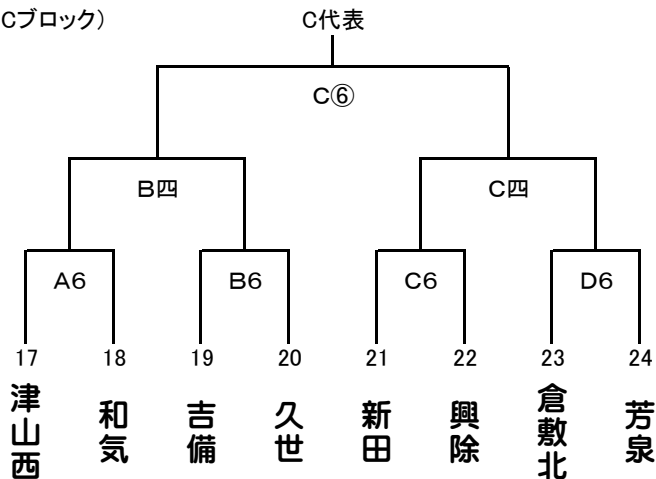 Cブロック)
C代表
C⑥
B四
C四
A6
B6
C6
D6
17
18
19
20
21
22
23
24
津山西
和気
吉備
久世
新田
興除
倉敷北
芳泉